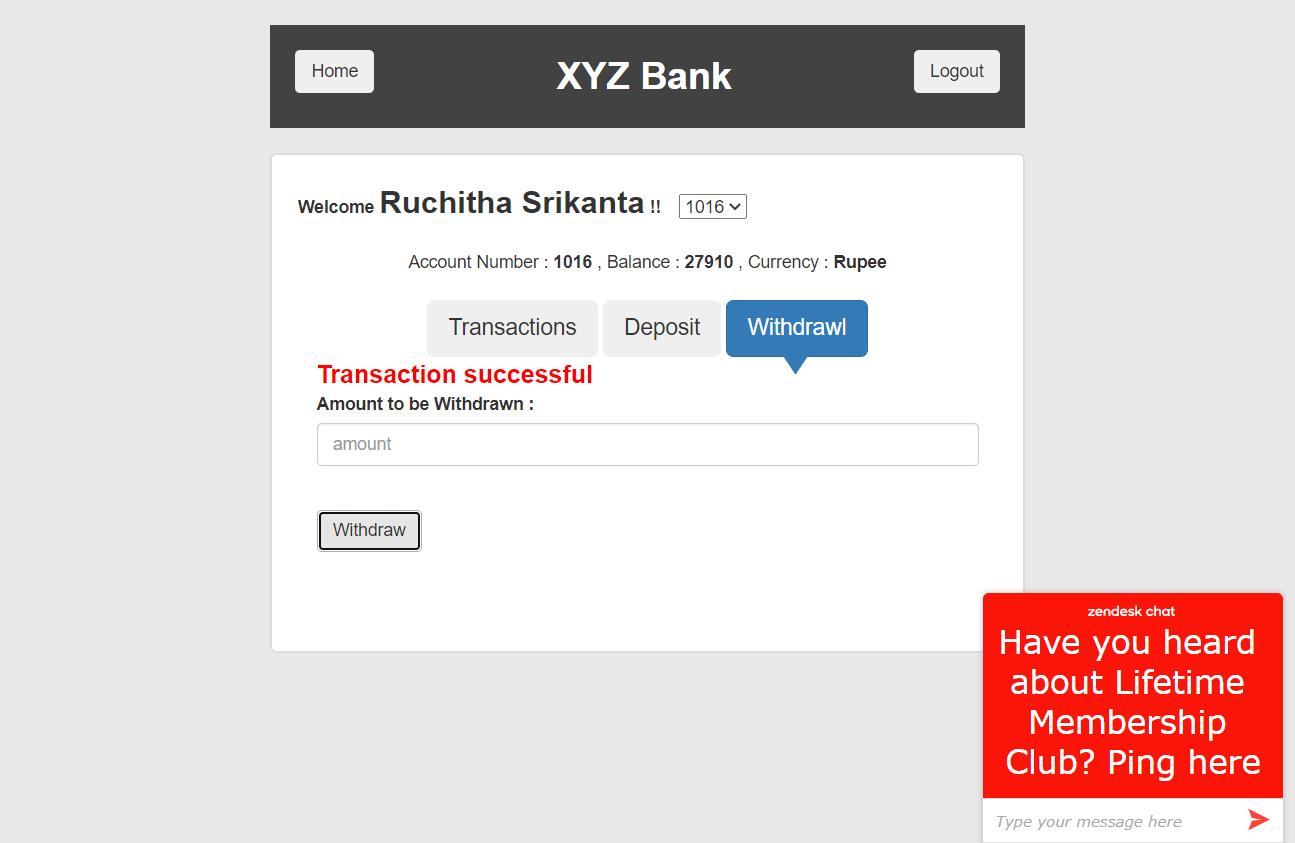 Home
XYZ Bank
Logout
Welcome Ruchitha Srikanta !! 1016
Account Number : 1016 , Balance : 27910 , Currency : Rupee
Transactions
Deposit
Withdrawl
Transaction successful
Amount to be Withdrawn :
amount
Withdraw
zendesk chat
Have you heard
about Lifetime
Membership
Club? Ping here
Type your message here